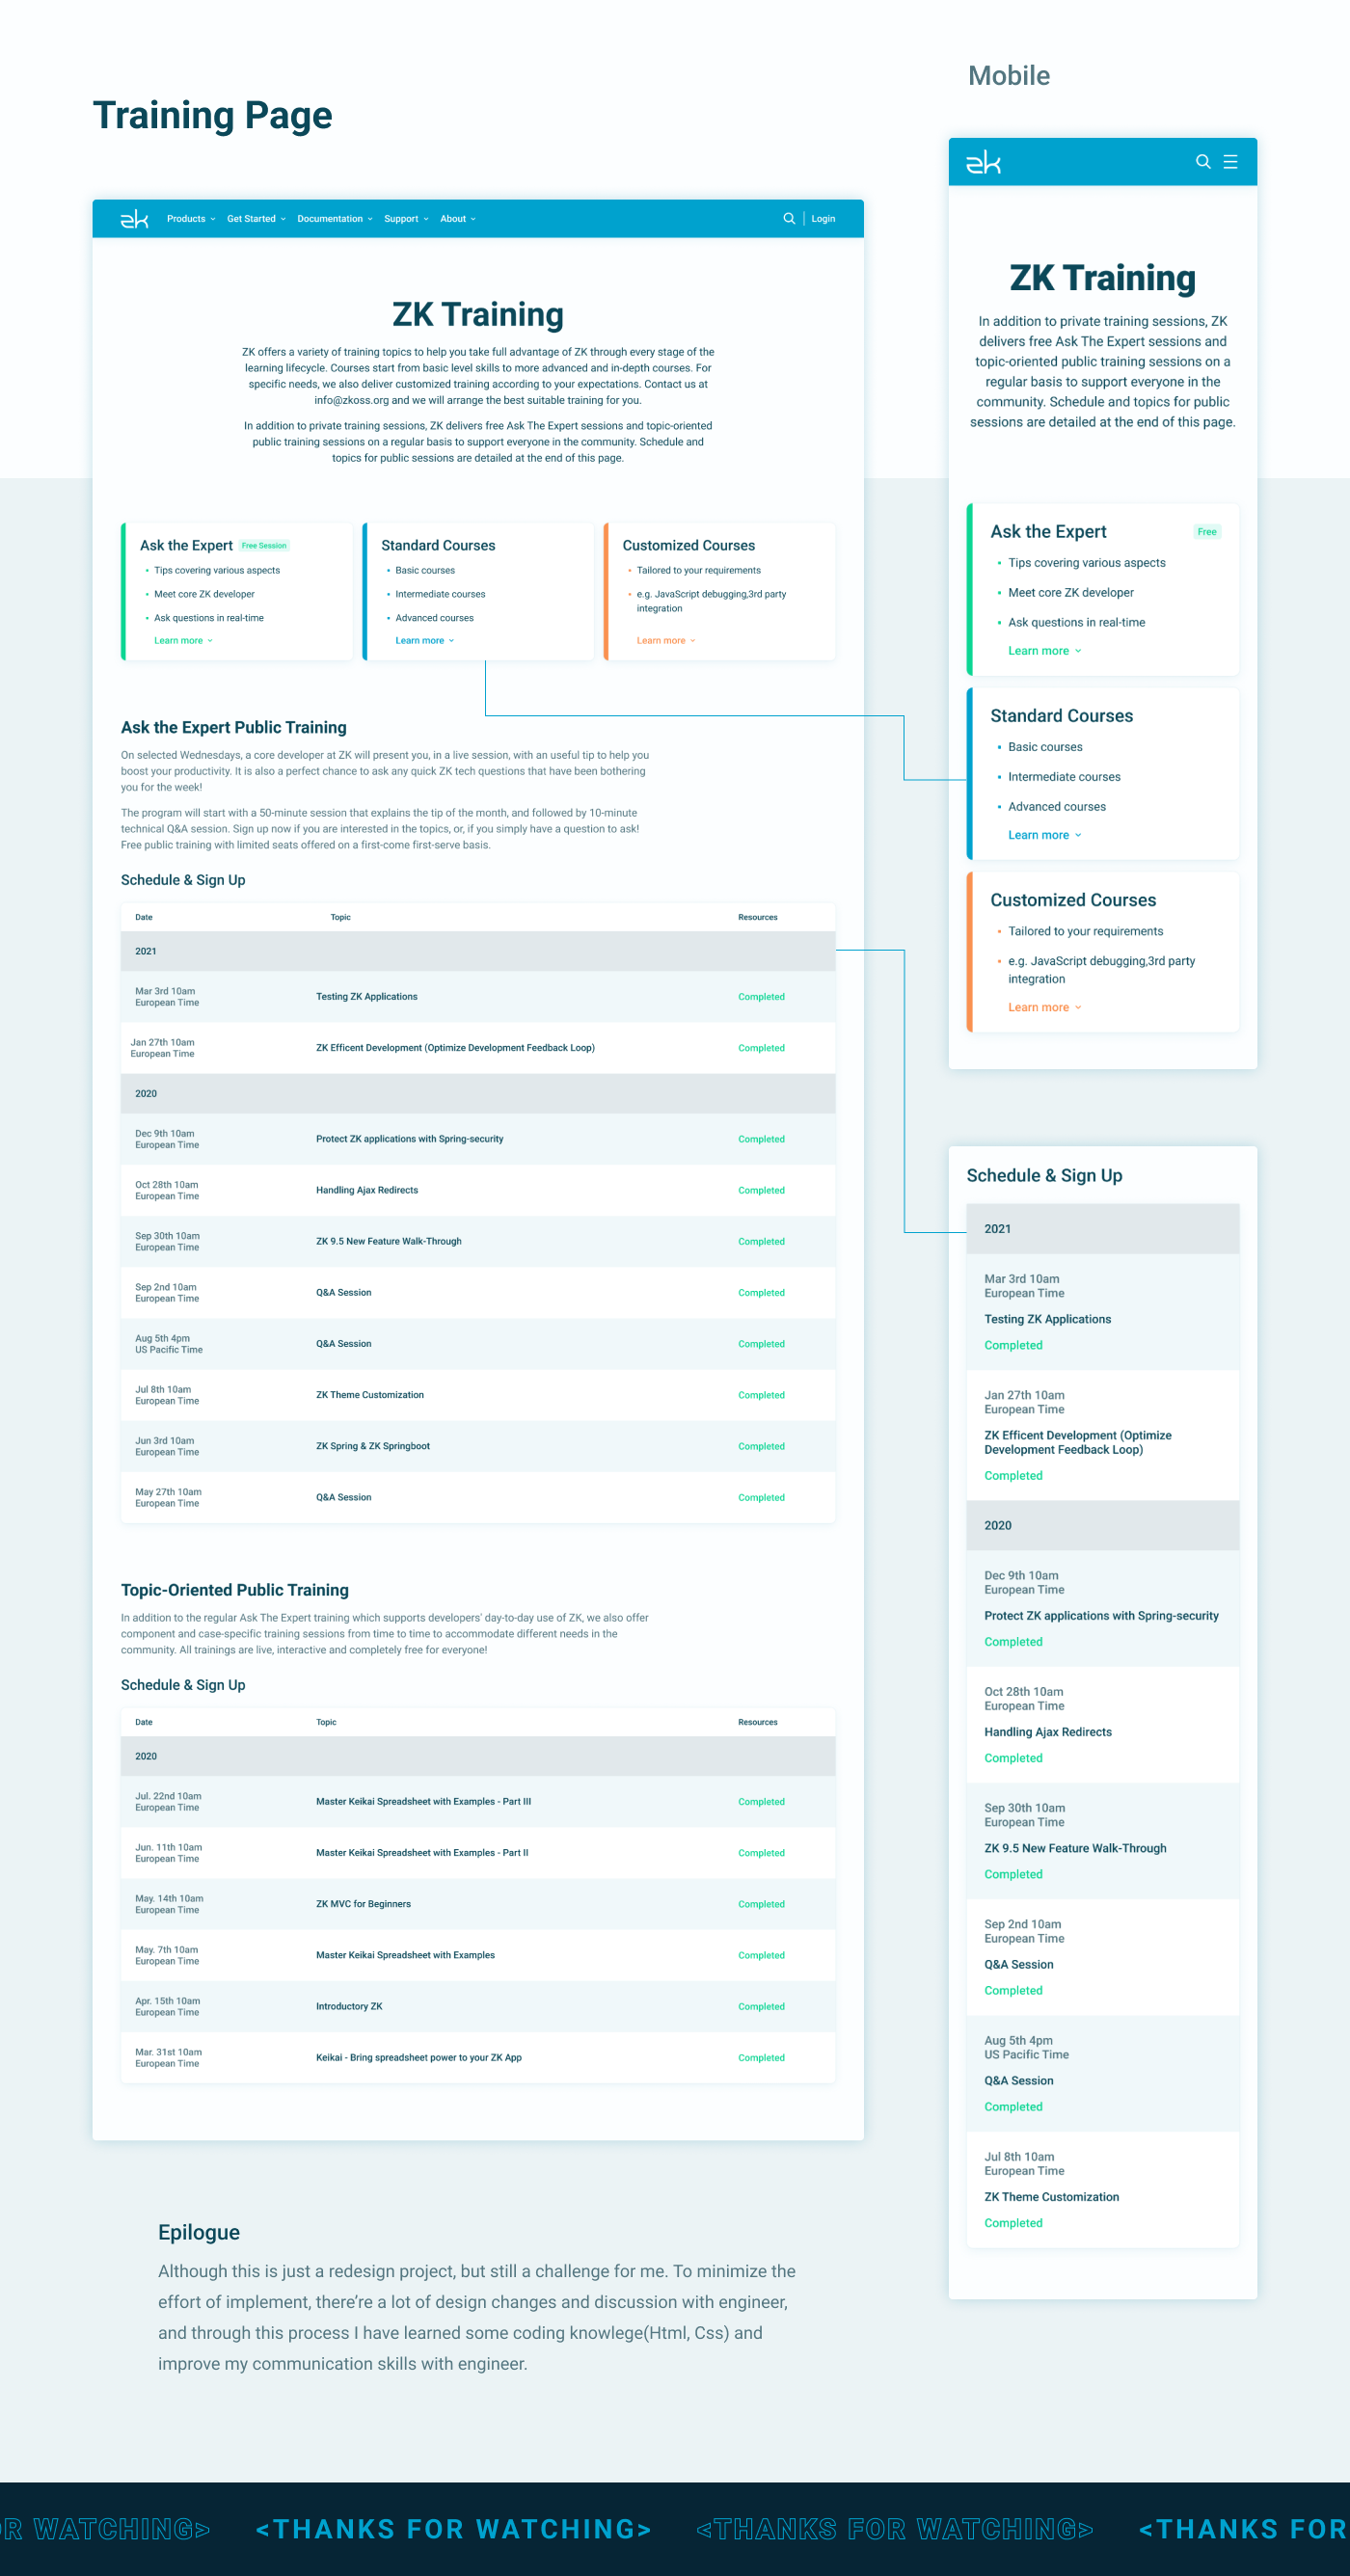 Training Page
zk
Products
Get Started
Documentation
Support
About
Login
ZK Training
ZK offers a variety of training topics to help you take full advantage of ZK through every stage of the
learning lifecycle. Courses start from basic level skills to more advanced and in-depth courses. For
specific needs, we also deliver customized training according to your expectations. Contact us at
info@zkoss.org and we will arrange the best suitable training for you.
In addition to private training sessions, ZK delivers free Ask The Expert sessions and topic-oriented
public training sessions on a regular basis to support everyone in the community. Schedule and
topics for public sessions are detailed at the end of this page.
Ask the Expert Free Session
• Tips covering various aspects
• Meet core ZK developer
• Ask questions in real-time
Learn more
Standard Courses
• Basic courses
• Intermediate courses
• Advanced courses
Learn more
Customized Courses
• Tailored to your requirements
• e.g. JavaScript debugging,3rd party
integration
Learn more
Ask the Expert Public Training
On selected Wednesdays, a core developer at ZK will present you, in a live session, with an useful tip to help you
boost your productivity. It is also a perfect chance to ask any quick ZK tech questions that have been bothering
you for the week!
The program will start with a 50-minute session that explains the tip of the month, and followed by 10-minute
technical Q&A session. Sign up now if you are interested in the topics, or, if you simply have a question to ask!
Free public training with limited seats offered on a first-come first-serve basis.
Schedule & Sign Up
Date Topic Resources
2021
Mar 3rd 10am
European Time
Testing ZK Applications
Completed
Jan 27th 10am
European Time
ZK Efficent Development (Optimize Development Feedback Loop)
Completed
2020
Dec 9th 10am
European Time
Protect ZK applications with Spring-security
Completed
Oct 28th 10am
European Time
Handling Ajax Redirects
Completed
Sep 30th 10am
European Time
ZK 9.5 New Feature Walk-Through
Completed
Sep 2nd 10am
European Time
Q&A Session
Completed
Aug 5th 4pm
US Pacific Time
Q&A Session
Completed
Jul 8th 10am
European Time
ZK Theme Customization
Completed
Jun 3rd 10am
European Time
ZK Spring & ZK Springboot
Completed
May 27th 10am
European Time
Q&A Session
Completed
Topic-Oriented Public Training
In addition to the regular Ask The Expert training which supports developers' day-to-day use of ZK, we also offer
component and case-specific training sessions from time to time to accommodate different needs in the
community. All trainings are live, interactive and completely free for everyone!
Schedule & Sign Up
Date Topic Resources
2020
Jul. 22nd 10am
European Time
Master Keikai Spreadsheet with Examples - Part III
Completed
Jun. 11th 10am
European Time
Master Keikai Spreadsheet with Examples - Part II
Completed
May. 14th 10am
European Time
ZK MVC for Beginners
Completed
May. 7th 10am
European Time
Master Keikai Spreadsheet with Examples
Completed
Apr. 15th 10am
European Time
Introductory ZK
Completed
Mar. 31st 10am
European Time
Keikai - Bring spreadsheet power to your ZK App
Completed
Mobile
zk
ZK Training
In addition to private training sessions, ZK
delivers free Ask The Expert sessions and
topic-oriented public training sessions on a
regular basis to support everyone in the
community. Schedule and topics for public
sessions are detailed at the end of this page.
Ask the Expert Free
• Tips covering various aspects
• Meet core ZK developer
• Ask questions in real-time
Learn more
Standard Courses
• Basic courses
• Intermediate courses
• Advanced courses
Learn more
Customized Courses
• Tailored to your requirements
• e.g. JavaScript debugging,3rd party
integration
Learn more
Schedule & Sign Up
2021
Mar 3rd 10am
European Time
Testing ZK Applications
Completed
Jan 27th 10am
European Time
ZK Efficent Development (Optimize
Development Feedback Loop)
Completed
2020
Dec 9th 10am
European Time
Protect ZK applications with Spring-security
Completed
Oct 28th 10am
European Time
Handling Ajax Redirects
Completed
Sep 30th 10am
European Time
ZK 9.5 New Feature Walk-Through
Completed
Sep 2nd 10am
European Time
Q&A Session
Completed
Aug 5th 4pm
US Pacific Time
Q&A Session
Completed
Jul 8th 10am
European Time
ZK Theme Customization
Completed
Epilogue
Although this is just a redesign project, but still a challenge for me. To minimize the
effort of implement, there're a lot of design changes and discussion with engineer,
and through this process I have learned some coding knowlege(Html, Css) and
improve my communication skills with engineer.
OR WATCHING> <THANKS FOR WATCHING> <THANKS FOR WATCHING> <THANKS FOR